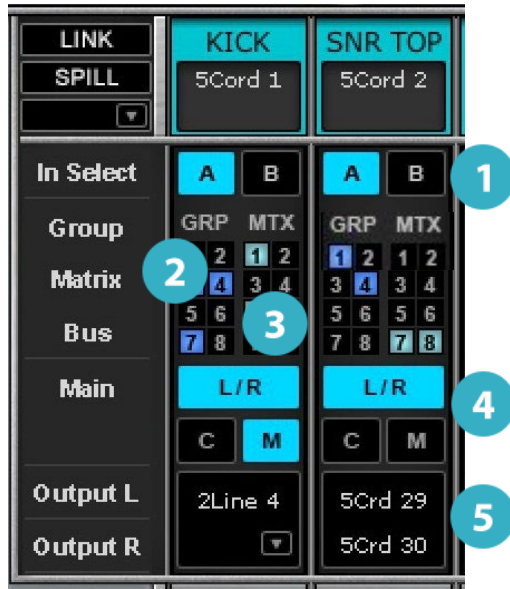 LINK
KICK
SNR TOP
SPILL
5Cord 1
5Cord 2
In Select
A B
A B
1
Group
GRP MTX
GRP MTX
2 1 2
1 2 1 2
Matrix
2
4 3 4
3 4 3 4
Bus
5 6
3
5 6 5 6
7 8
7 8 7 8
Main
L/R
L/R
4
C M
C M
Output L
2Line 4
5Crd 29
5
Output R
5Crd 30